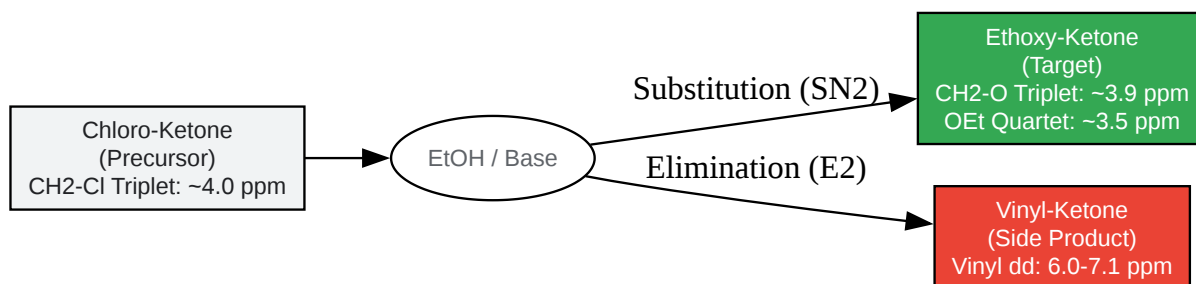 Chloro-Ketone
(Precursor)
CH2-Cl Triplet: ~4.0 ppm
EtOH / Base
Substitution (SN2)
Elimination (E2)
Ethoxy-Ketone
(Target)
CH2-O Triplet: ~3.9 ppm
OEt Quartet: ~3.5 ppm
Vinyl-Ketone
(Side Product)
Vinyl dd: 6.0-7.1 ppm